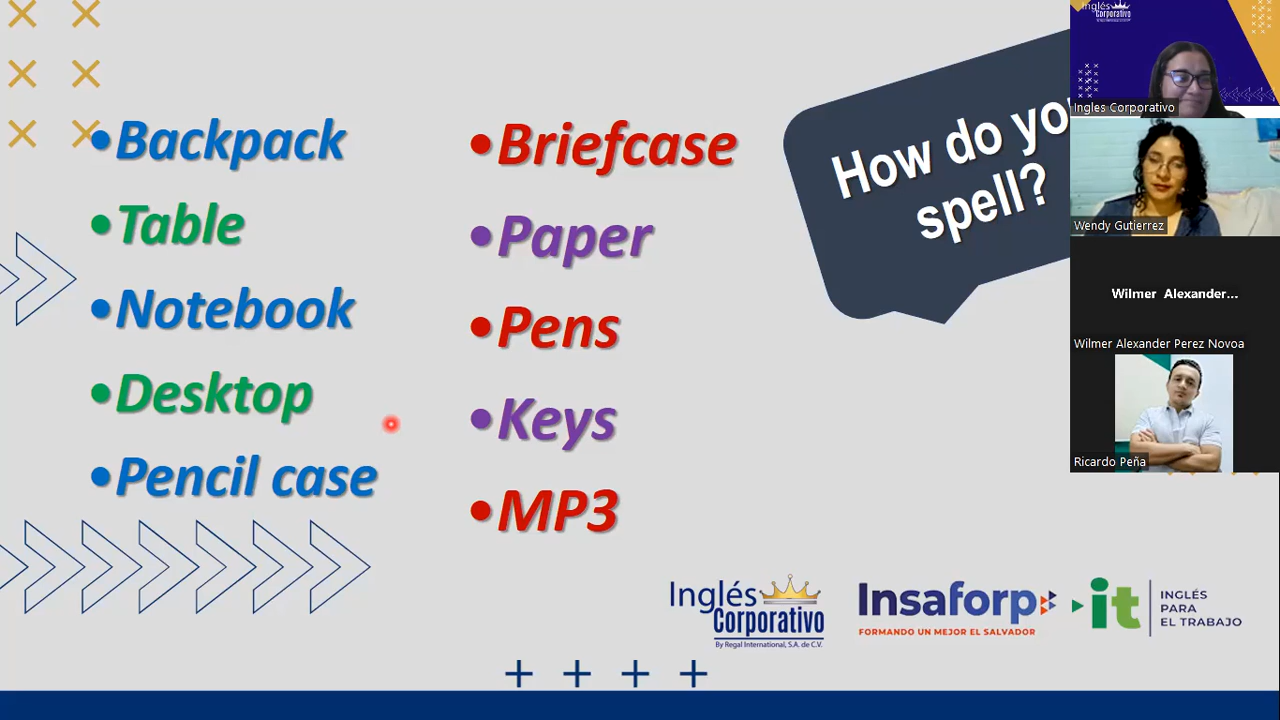 •Backpack
•Table
•Notebook
•Desktop
•Pencil case
•Briefcase
•Paper
•Pens
•Keys
•MP3
How do yo
spell?
Inglés
Corporativo
By Regal International, S.A. de C.V.
Insaforp
FORMANDO UN MEJOR EL SALVADOR
it
INGLÉS
PARA
EL TRABAJO
Inglés
Corporativo
Ingles Corporativo
Wendy Gutierrez
Wilmer Alexander...
Wilmer Alexander Perez Novoa
Ricardo Peña